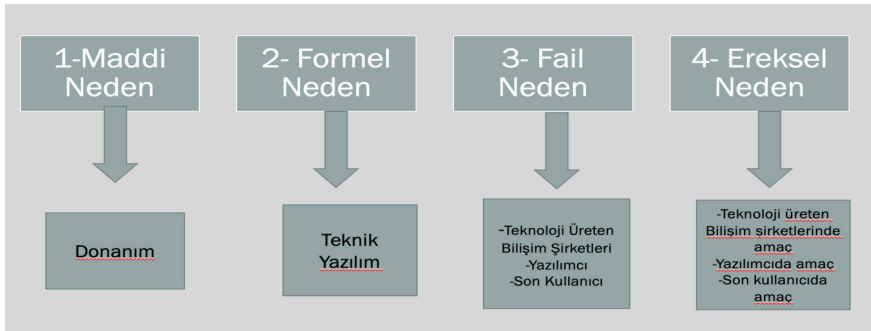 1-Maddi
Neden
2- Formel
Neden
3- Fail
Neden
4- Ereksel
Neden
Donanım
Teknik
Yazılım
-Teknoloji Üreten
Bilişim Şirketleri
-Yazılımcı
-Son Kullanıcı
-Teknoloji üreten
Bilişim şirketlerinde
amaç
-Yazılımcıda amaç
-Son kullanıcıda
amaç